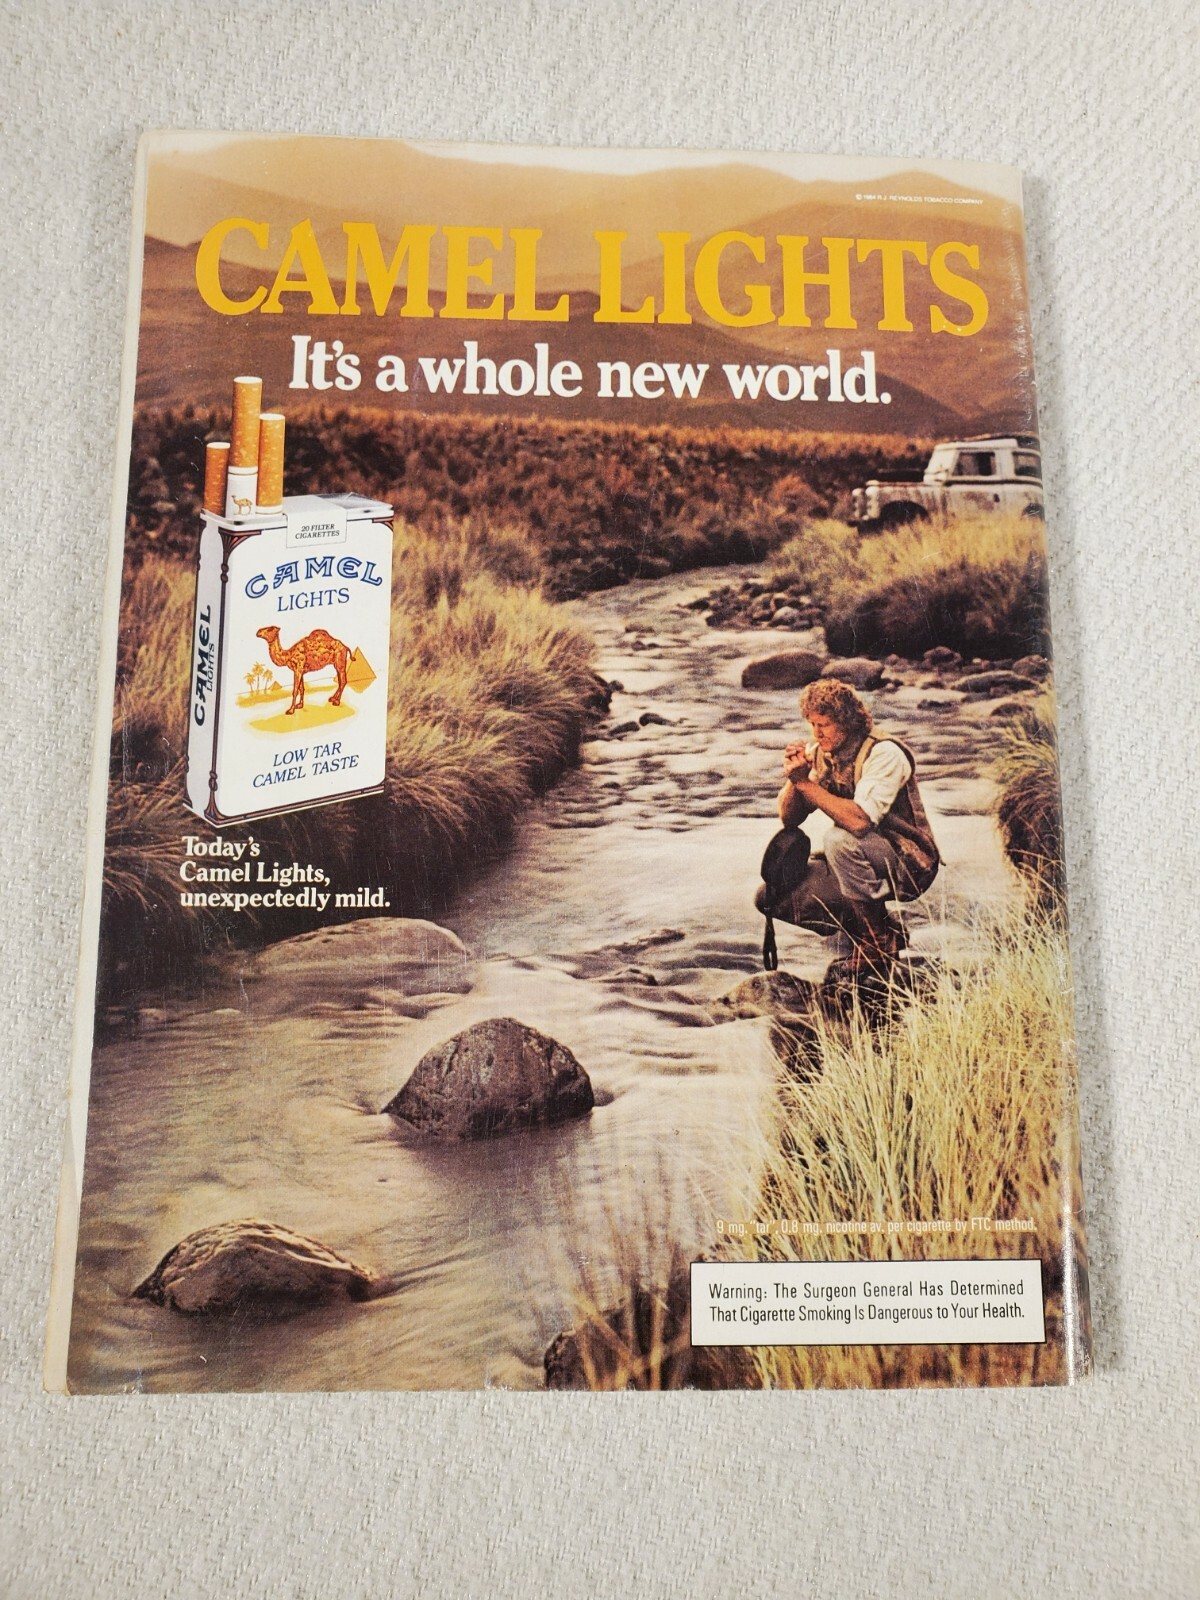 © 1984 R.J. REYNOLDS TOBACCO COMPANY
CAMEL LIGHTS
It's a whole new world.
20 FILTER
CIGARETTES
CAMEL
LIGHTS
CAMEL
LIGHTS
LOW TAR
CAMEL TASTE
Today's
Camel Lights,
unexpectedly mild.
9 mg. "tar", 0.8 mg. nicotine av. per cigarette by FTC method.
Warning: The Surgeon General Has Determined
That Cigarette Smoking Is Dangerous to Your Health.